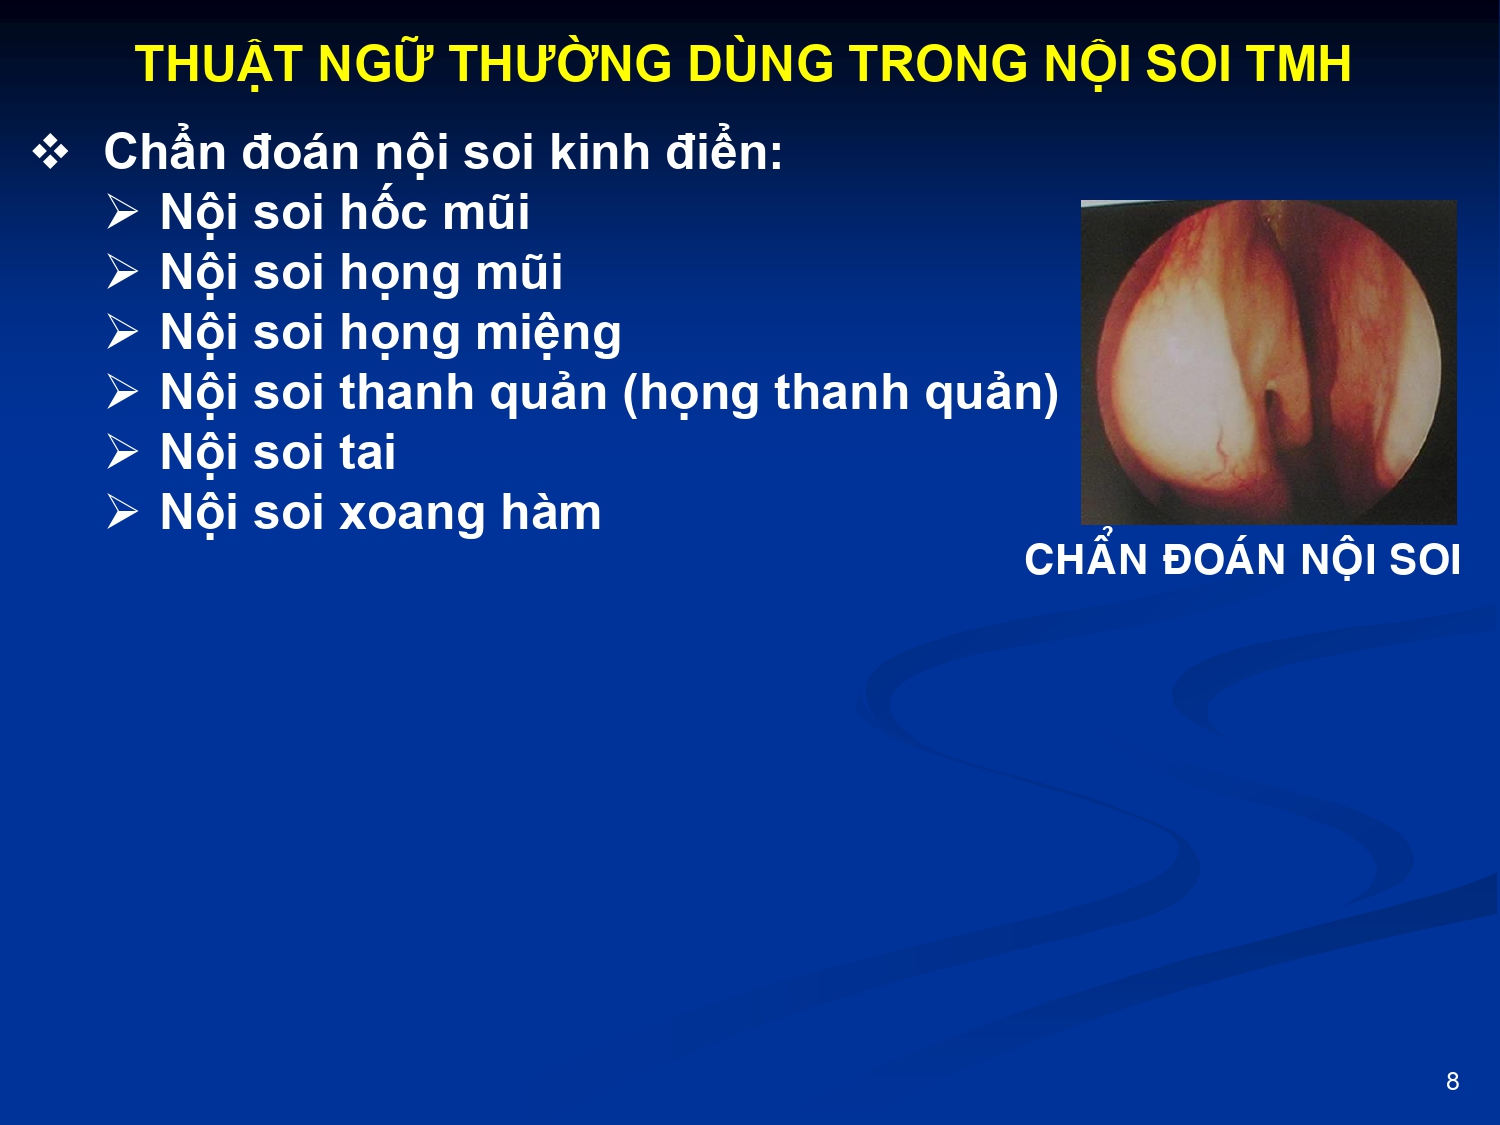 THUẬT NGỮ THƯỜNG DÙNG TRONG NỘI SOI TMH
❖ Chẩn đoán nội soi kinh điển:
➢ Nội soi hốc mũi
➢ Nội soi họng mũi
➢ Nội soi họng miệng
➢ Nội soi thanh quản (họng thanh quản)
➢ Nội soi tai
➢ Nội soi xoang hàm
CHẨN ĐOÁN NỘI SOI
8